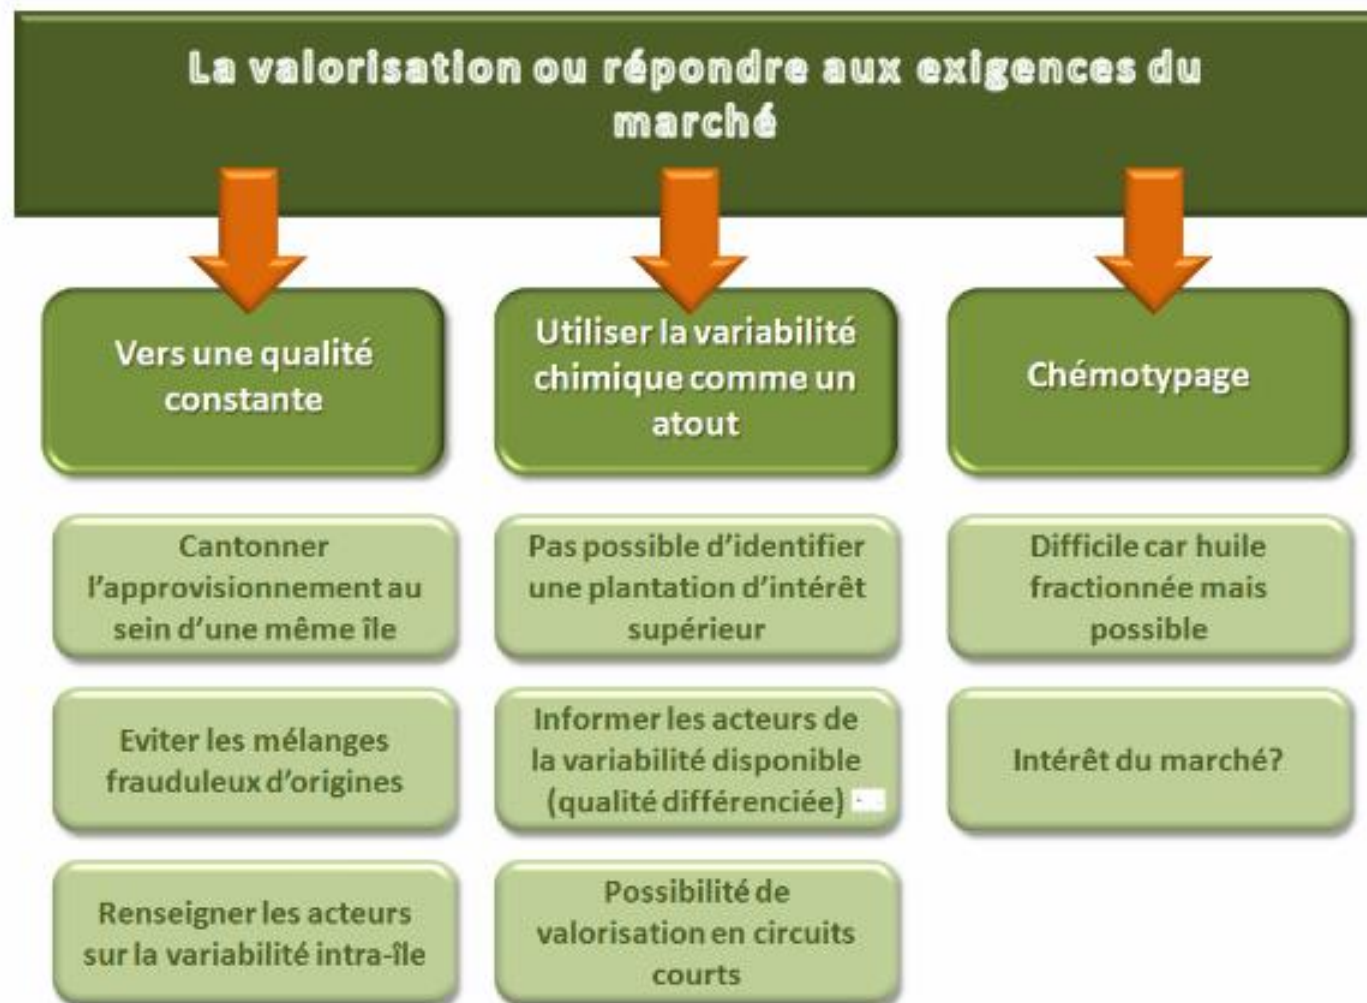 La valorisation ou répondre aux exigences du
marché
Vers une qualité
constante
Cantonner
l'approvisionnement au
sein d'une même île
Eviter les mélanges
frauduleux d'origines
Renseigner les acteurs
sur la variabilité intra-île
Utiliser la variabilité
chimique comme un
atout
Pas possible d'identifier
une plantation d'intérêt
supérieur
Informer les acteurs de
la variabilité disponible
(qualité différenciée)
Possibilité de
valorisation en circuits
courts
Chémotypage
Difficile car huile
fractionnée mais
possible
Intérêt du marché?